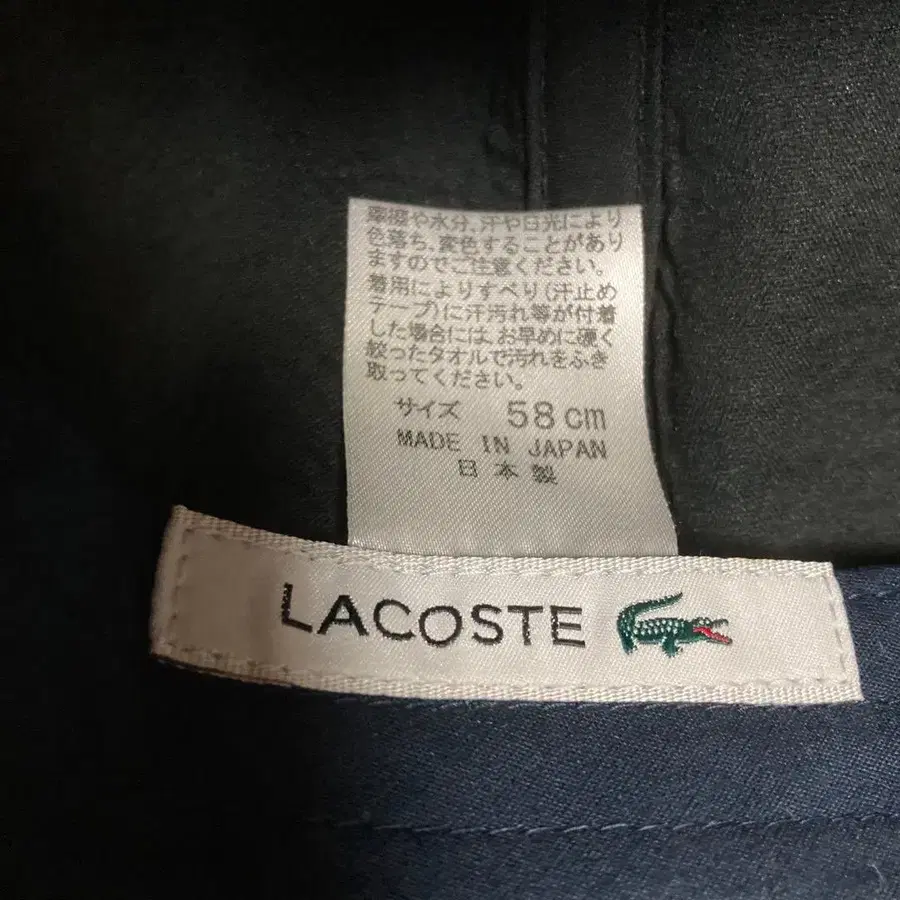 摩擦や水分、汗や日光により
色落ち、変色することがあり
ますのでご注意ください。
着用によりすべり(汗止め
テープ)に汗汚れ等が付着
した場合には、お早めに硬く
絞ったタオルで汚れをふき
取ってください。
サイズ 58cm
MADE IN JAPAN
日本製
LACOSTE